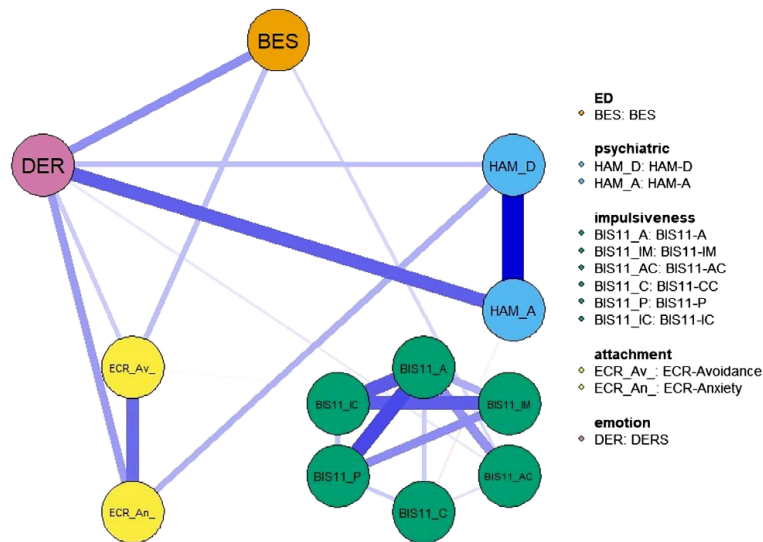 BES
DER
HAM_D
HAM_A
ECR_Av_
ECR_An_
BIS11_A
BIS11_IC
BIS11_IM
BIS11_P
BIS11_AC
BIS11_C
ED
BES: BES
psychiatric
HAM_D: HAM-D
HAM_A: HAM-A
impulsiveness
BIS11_A: BIS11-A
BIS11_IM: BIS11-IM
BIS11_AC: BIS11-AC
BIS11_C: BIS11-CC
BIS11_P: BIS11-P
BIS11_IC: BIS11-IC
attachment
ECR_Av_: ECR-Avoidance
ECR_An_: ECR-Anxiety
emotion
DER: DERS